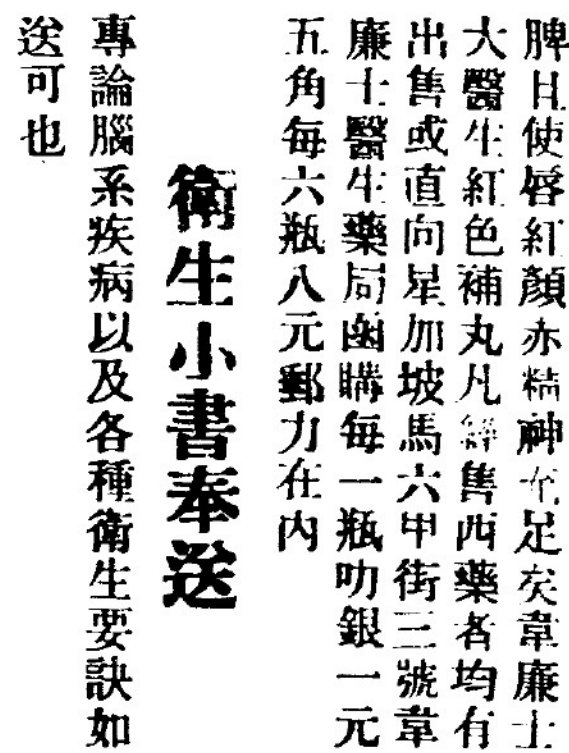 脾且使唇紅顏赤精神充足矣韋廉士
大醫生紅色補丸凡經售西藥者均有
出售或直向星加坡馬六甲街三號韋
廉士醫生藥局函購每一瓶叻銀一元
五角每六瓶八元郵力在內
衛生小書奉送
專論腦系疾病以及各種衛生要訣如
送可也